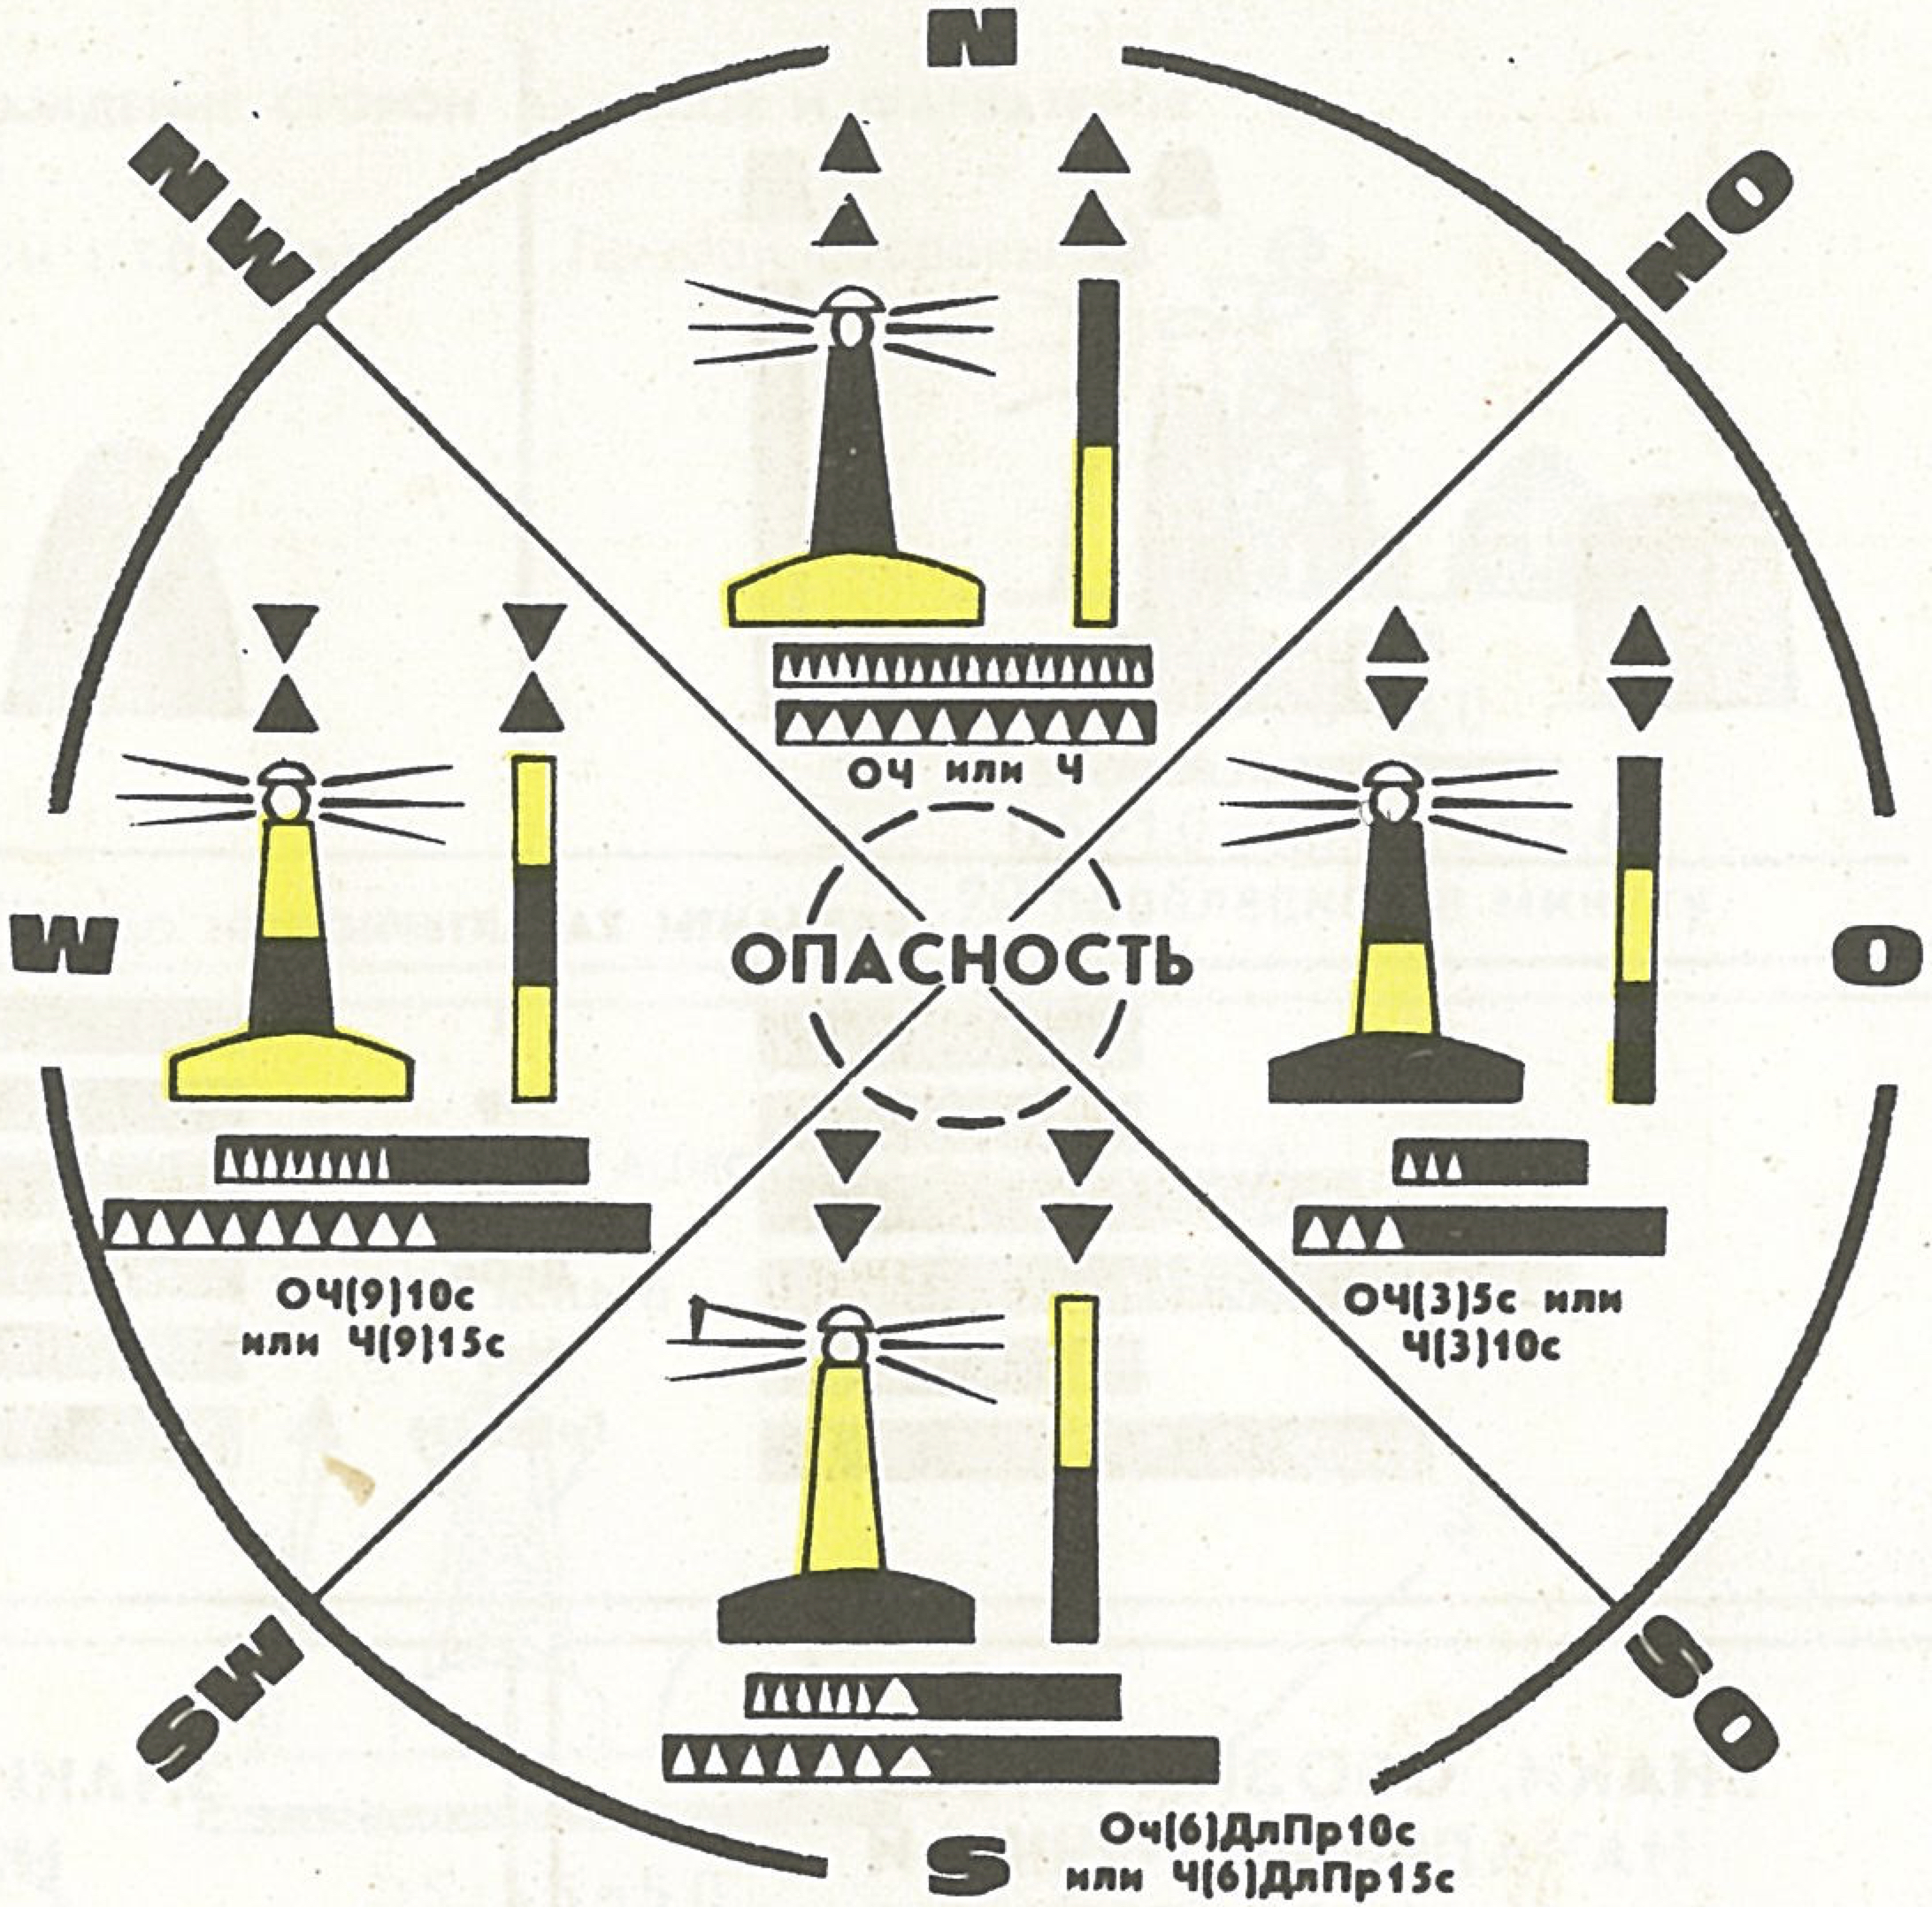 N
NW
NO
ОЧ или Ч
W
ОПАСНОСТЬ
O
ОЧ(9)10с
или Ч(9)15с
ОЧ(3)5с или
Ч(3)10с
SW
SO
Оч(6)ДлПр10с
S
или Ч(6)ДлПр15с